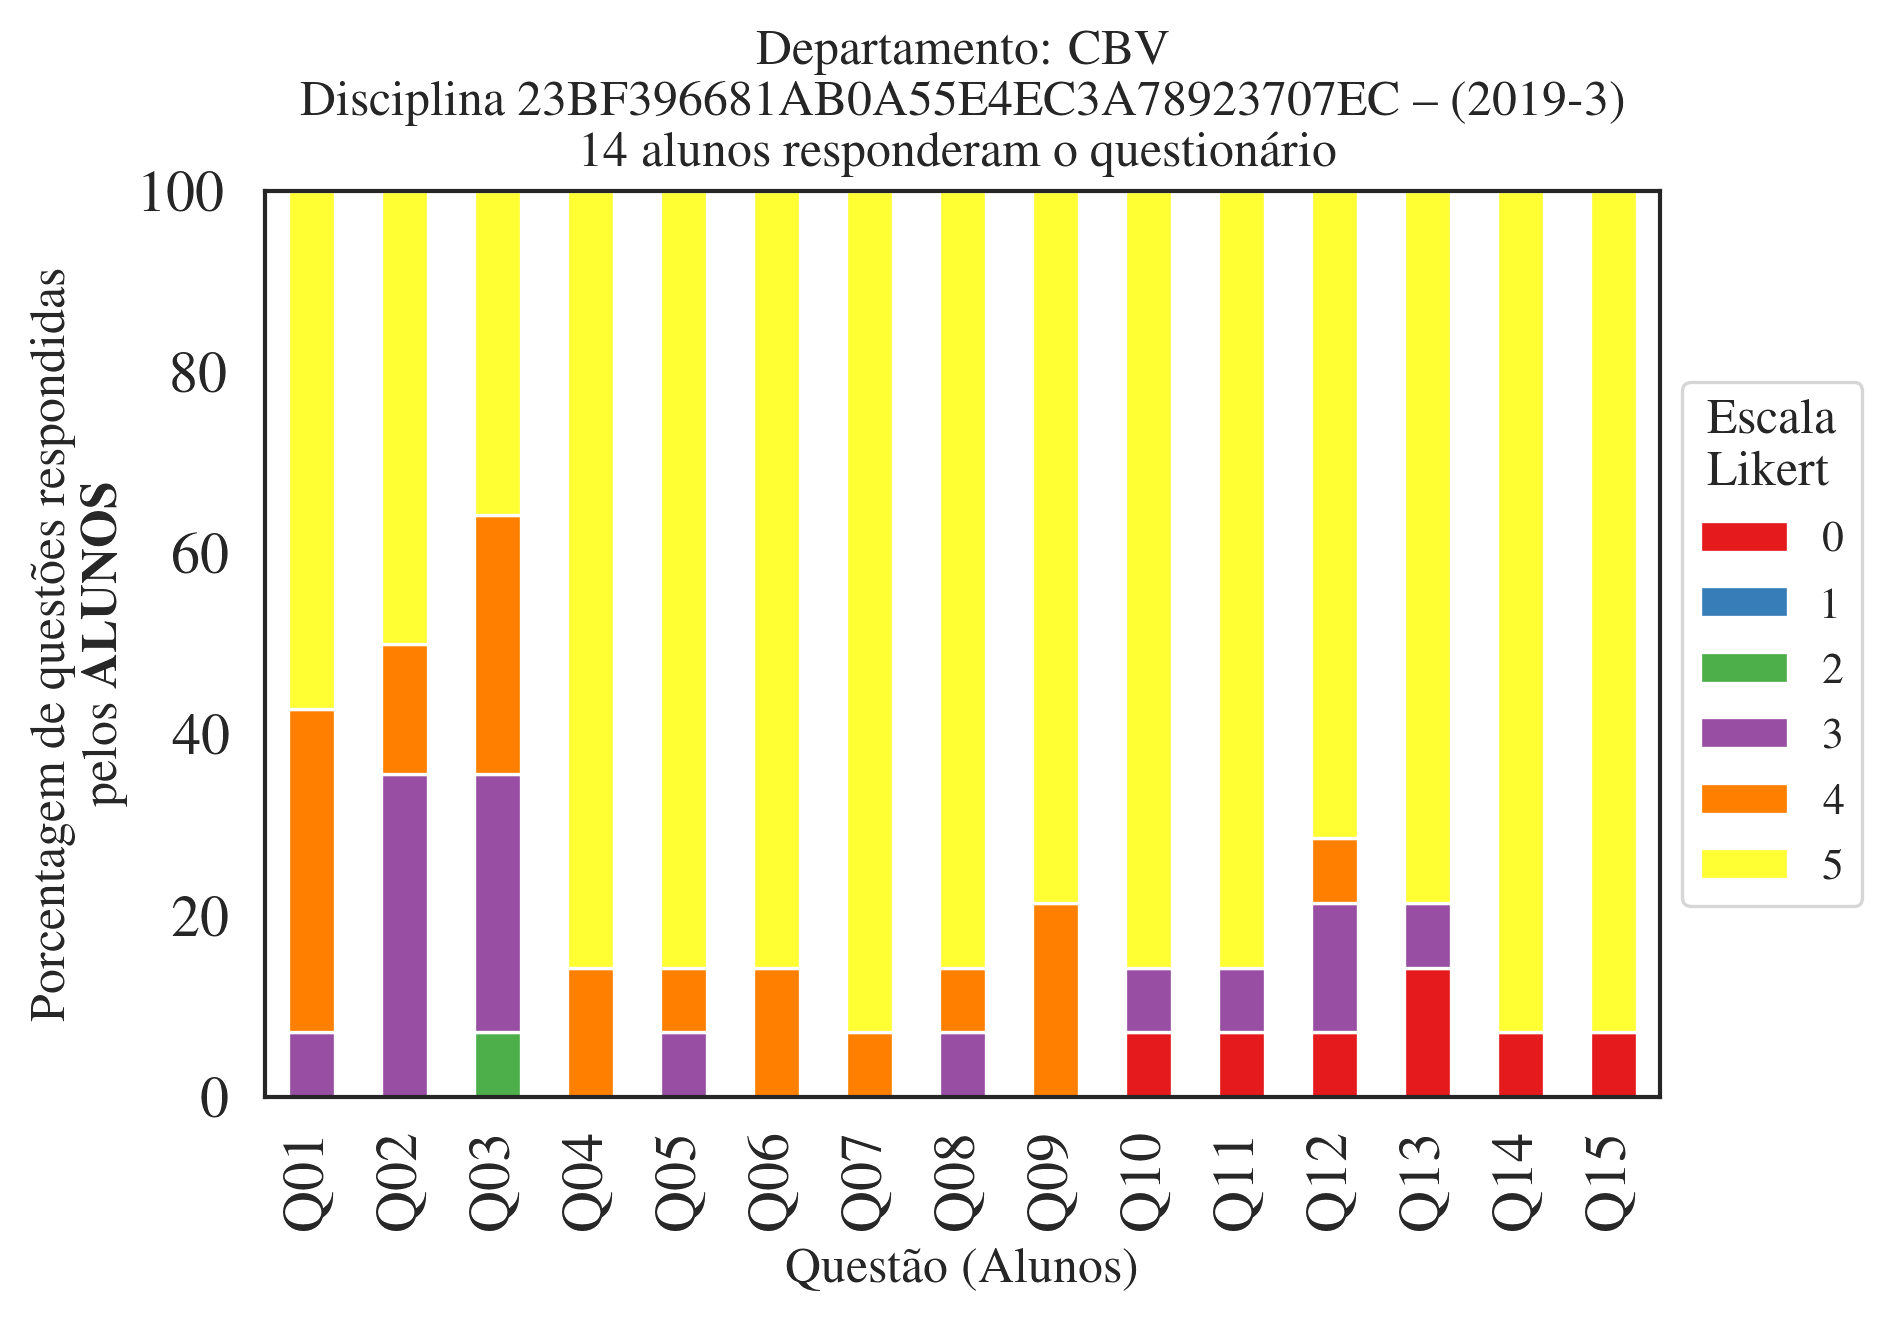 Departamento: CBV
Disciplina 23BF396681AB0A55E4EC3A78923707EC – (2019-3)
14 alunos responderam o questionário
Porcentagem de questões respondidas
pelos ALUNOS
100
80
60
40
20
0
Q01
Q02
Q03
Q04
Q05
Q06
Q07
Q08
Q09
Q10
Q11
Q12
Q13
Q14
Q15
Questão (Alunos)
Escala
Likert
0
1
2
3
4
5